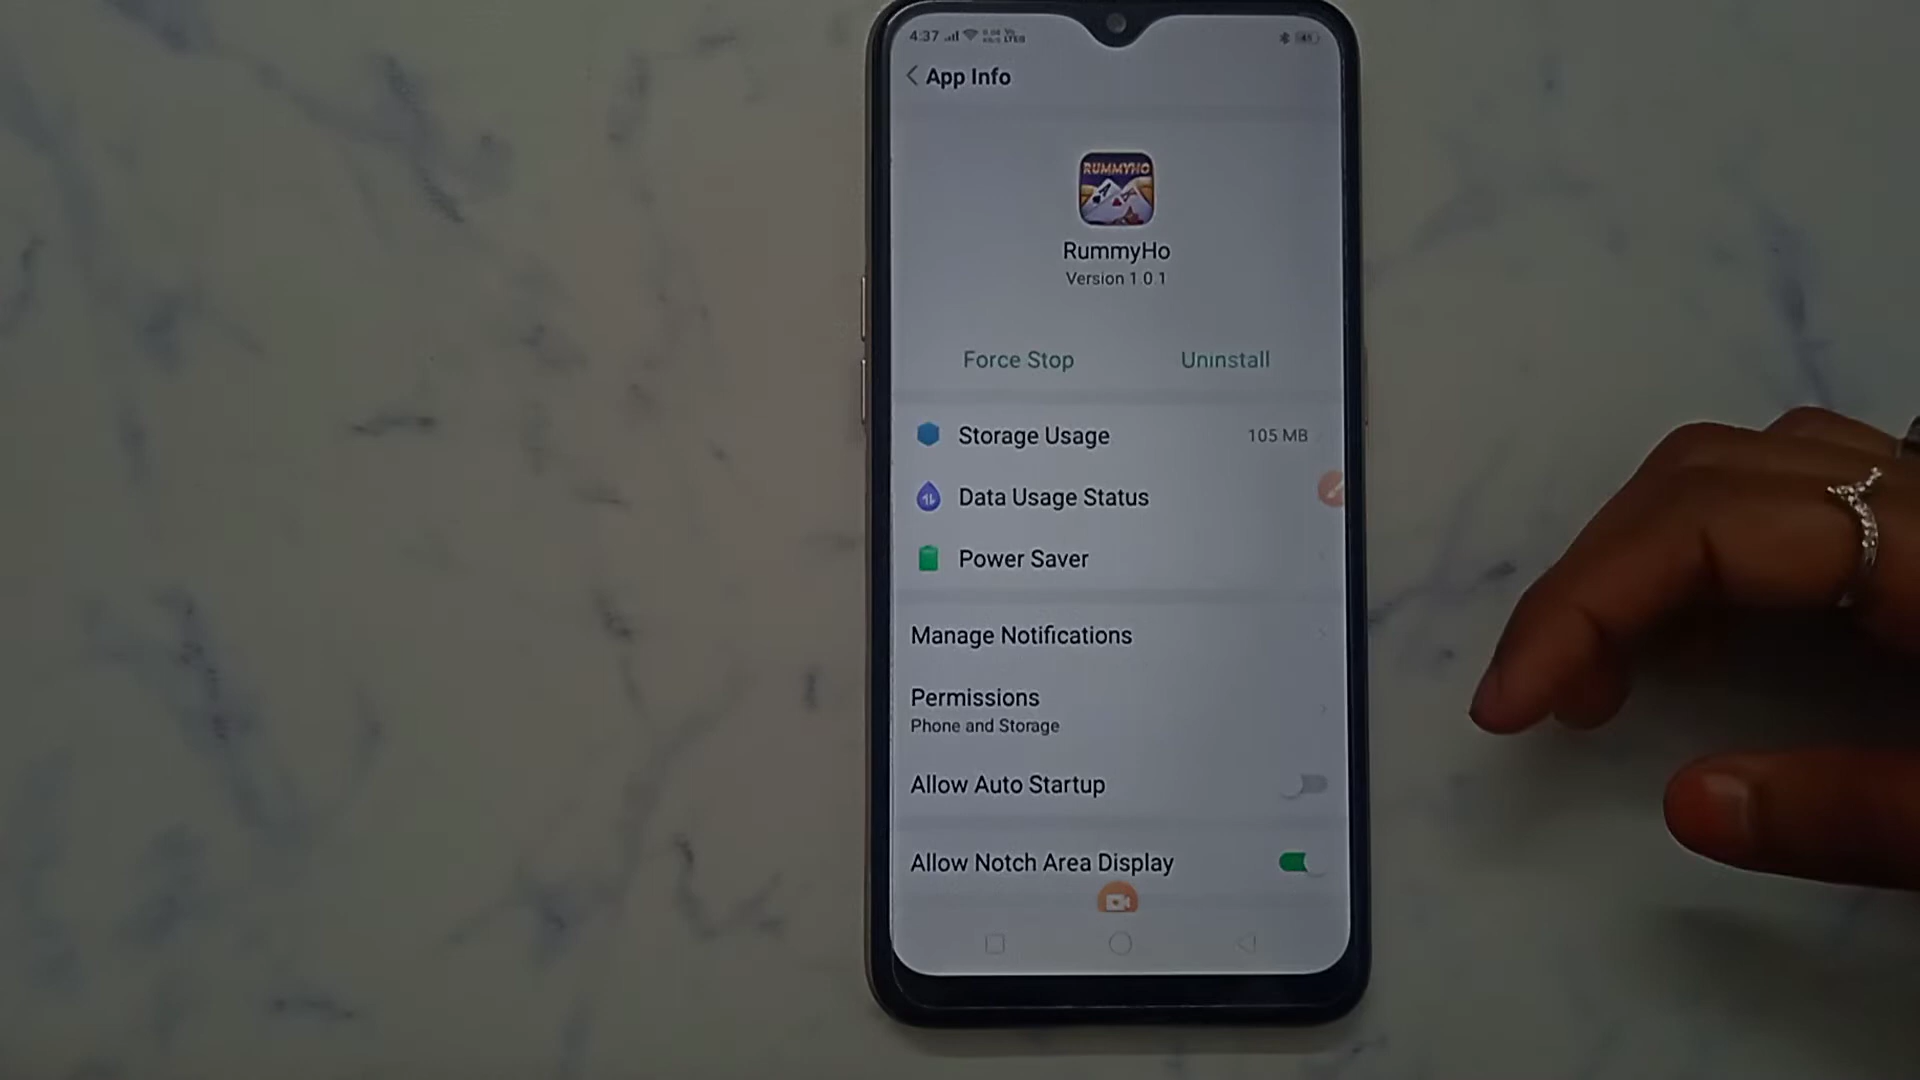 4:37
App Info
RUMMYHO
RummyHo
Version 1.0.1
Force Stop
Uninstall
Storage Usage
105 MB
Data Usage Status
Power Saver
Manage Notifications
Permissions
Phone and Storage
Allow Auto Startup
Allow Notch Area Display